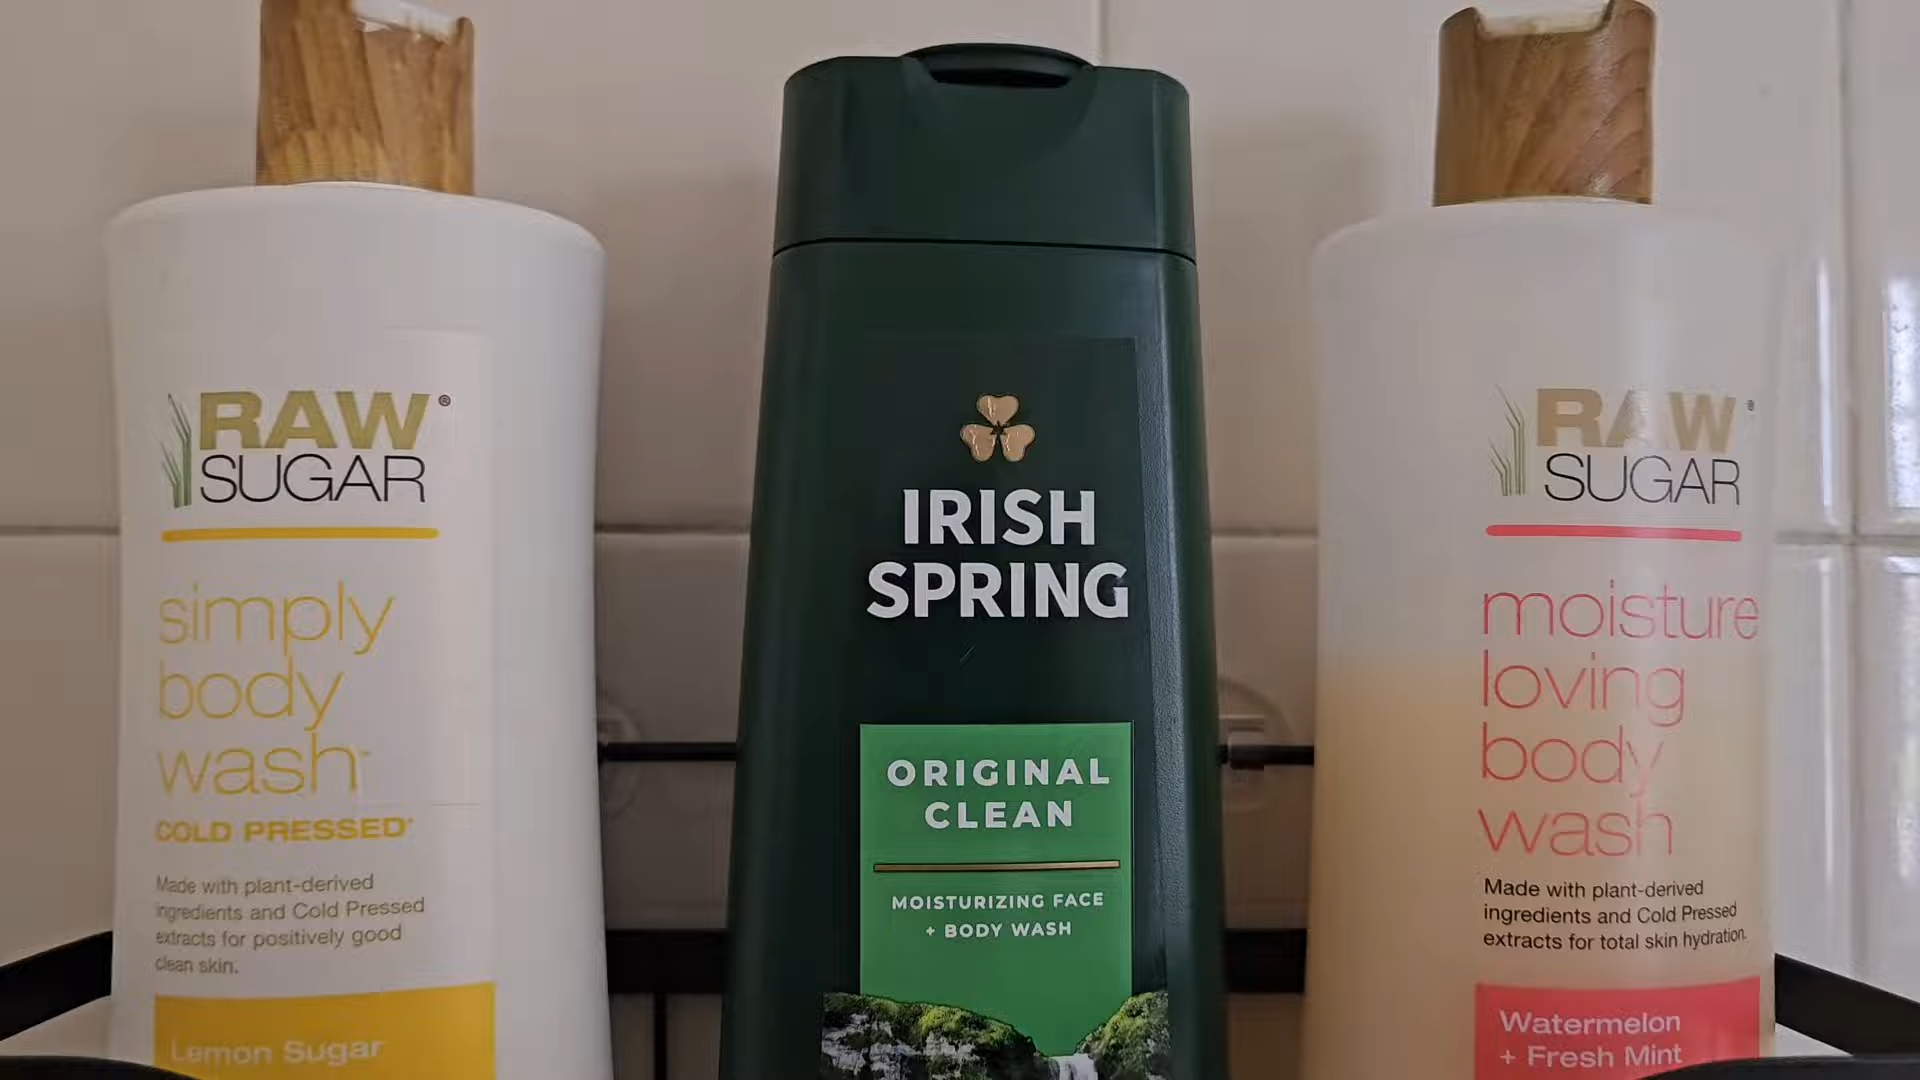 RAW®
SUGAR
simply
body
wash™
COLD PRESSED®
Made with plant-derived
ingredients and Cold Pressed
extracts for positively good
clean skin.
Lemon Sugar
IRISH
SPRING
ORIGINAL
CLEAN
MOISTURIZING FACE
+ BODY WASH
RAW®
SUGAR
moisture
loving
body
wash
Made with plant-derived
ingredients and Cold Pressed
extracts for total skin hydration.
Watermelon
+ Fresh Mint